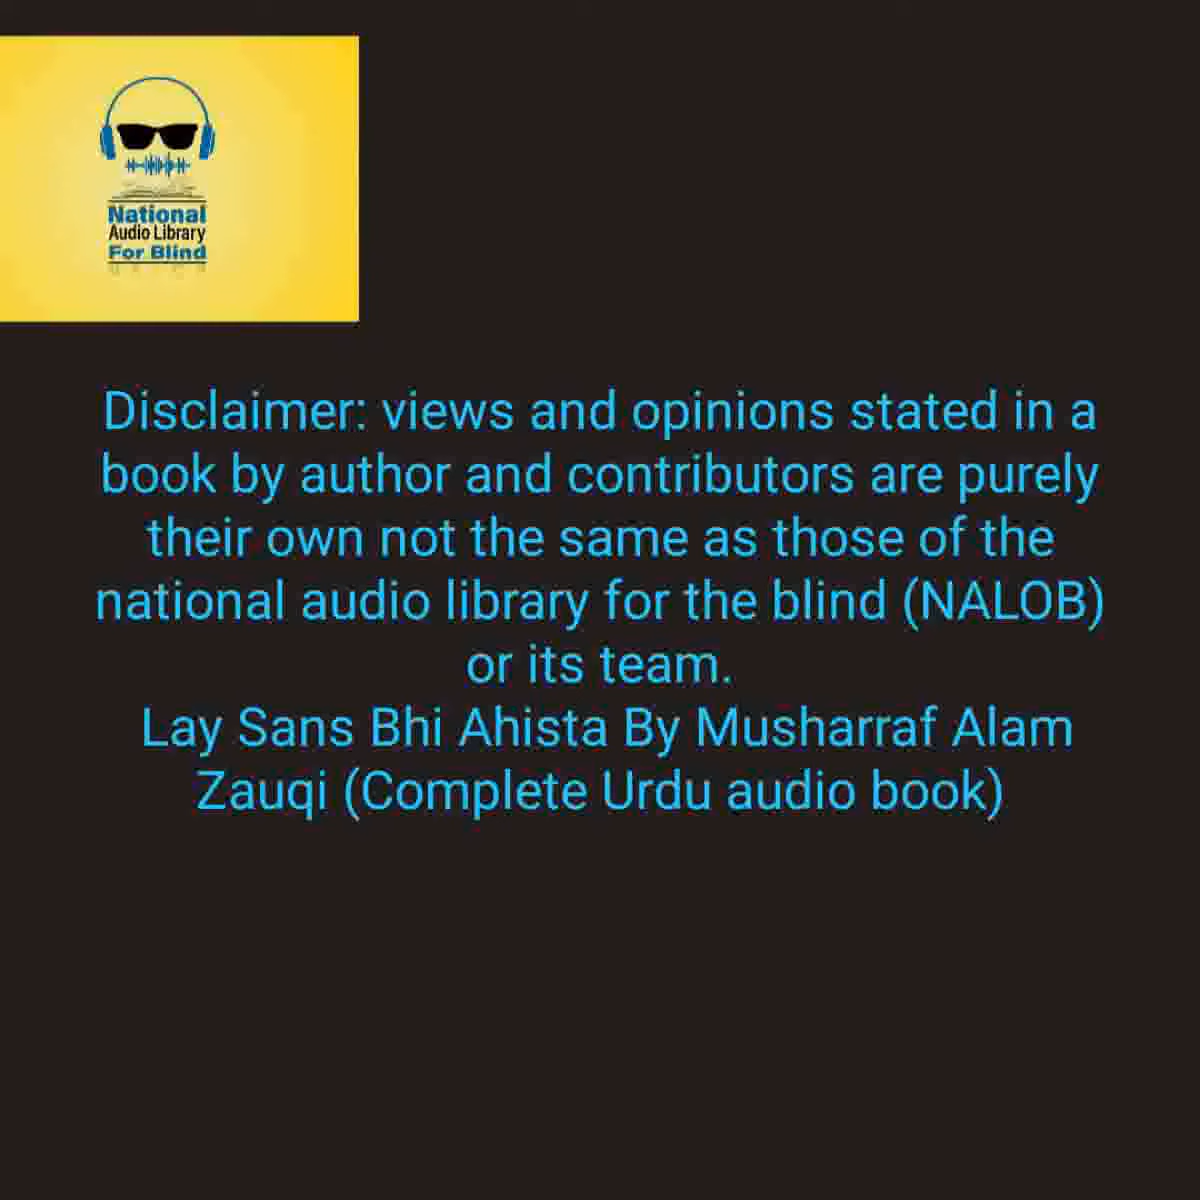 National
Audio Library
For Blind
Disclaimer: views and opinions stated in a
book by author and contributors are purely
their own not the same as those of the
national audio library for the blind (NALOB)
or its team.
Lay Sans Bhi Ahista By Musharraf Alam
Zauqi (Complete Urdu audio book)